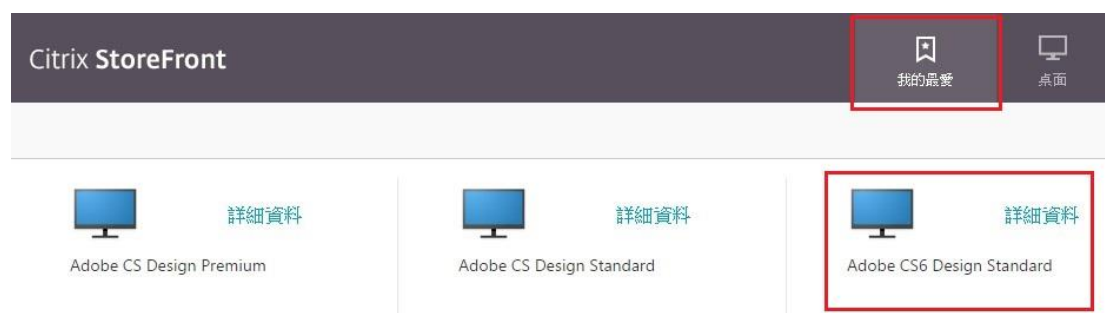 Citrix StoreFront
我的最愛
桌面
詳細資料
詳細資料
詳細資料
Adobe CS Design Premium
Adobe CS Design Standard
Adobe CS6 Design Standard